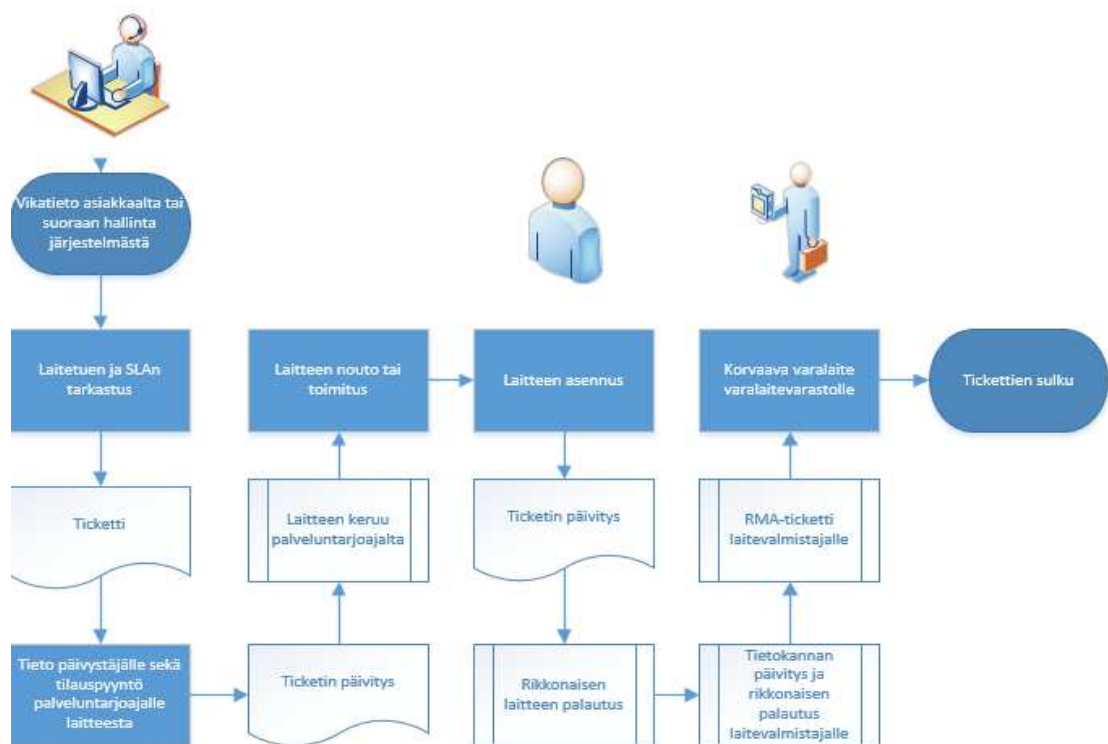 Vikatieto asiakkaalta tai
suoraan hallinta
järjestelmästä
Laitetuen ja SLAn
tarkastus
Ticketti
Tieto päivystäjälle sekä
tilauspyyntö
palveluntarjoajalle
laitteesta
Ticketin päivitys
Laitteen keruu
palveluntarjoajalta
Laitteen nouto tai
toimitus
Laitteen asennus
Ticketin päivitys
Rikkonaisen
laitteen palautus
Tietokannan
päivitys ja
rikkonaisen
palautus
laitevalmistajalle
RMA-ticketti
laitevalmistajalle
Korvaava varalaite
varalaitevarastolle
Tickettien sulku